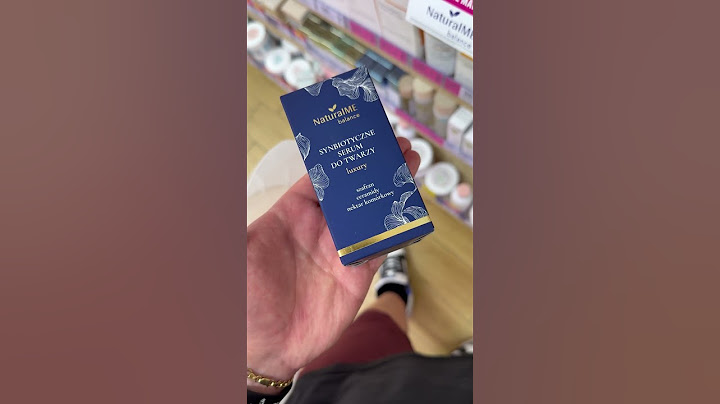 NaturalME
balance
NaturalME
balance
SYNBIOTYCZNE
SERUM
DO TWARZY
luxury
szafran
ceramidy
nektar komórkowy